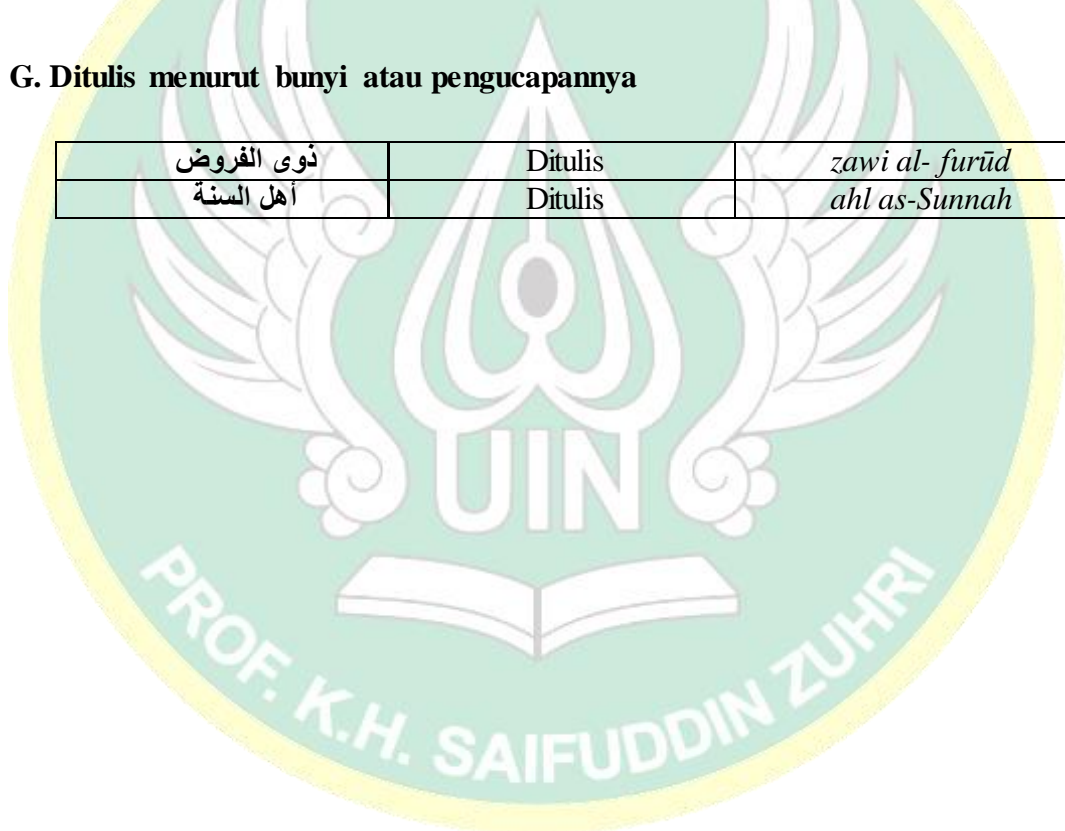 G. Ditulis menurut bunyi atau pengucapannya
ذوى الفروض Ditulis zawi al- furūd
أهل السنة Ditulis ahl as-Sunnah
UIN
PROF. K.H. SAIFUDDIN ZUHRI